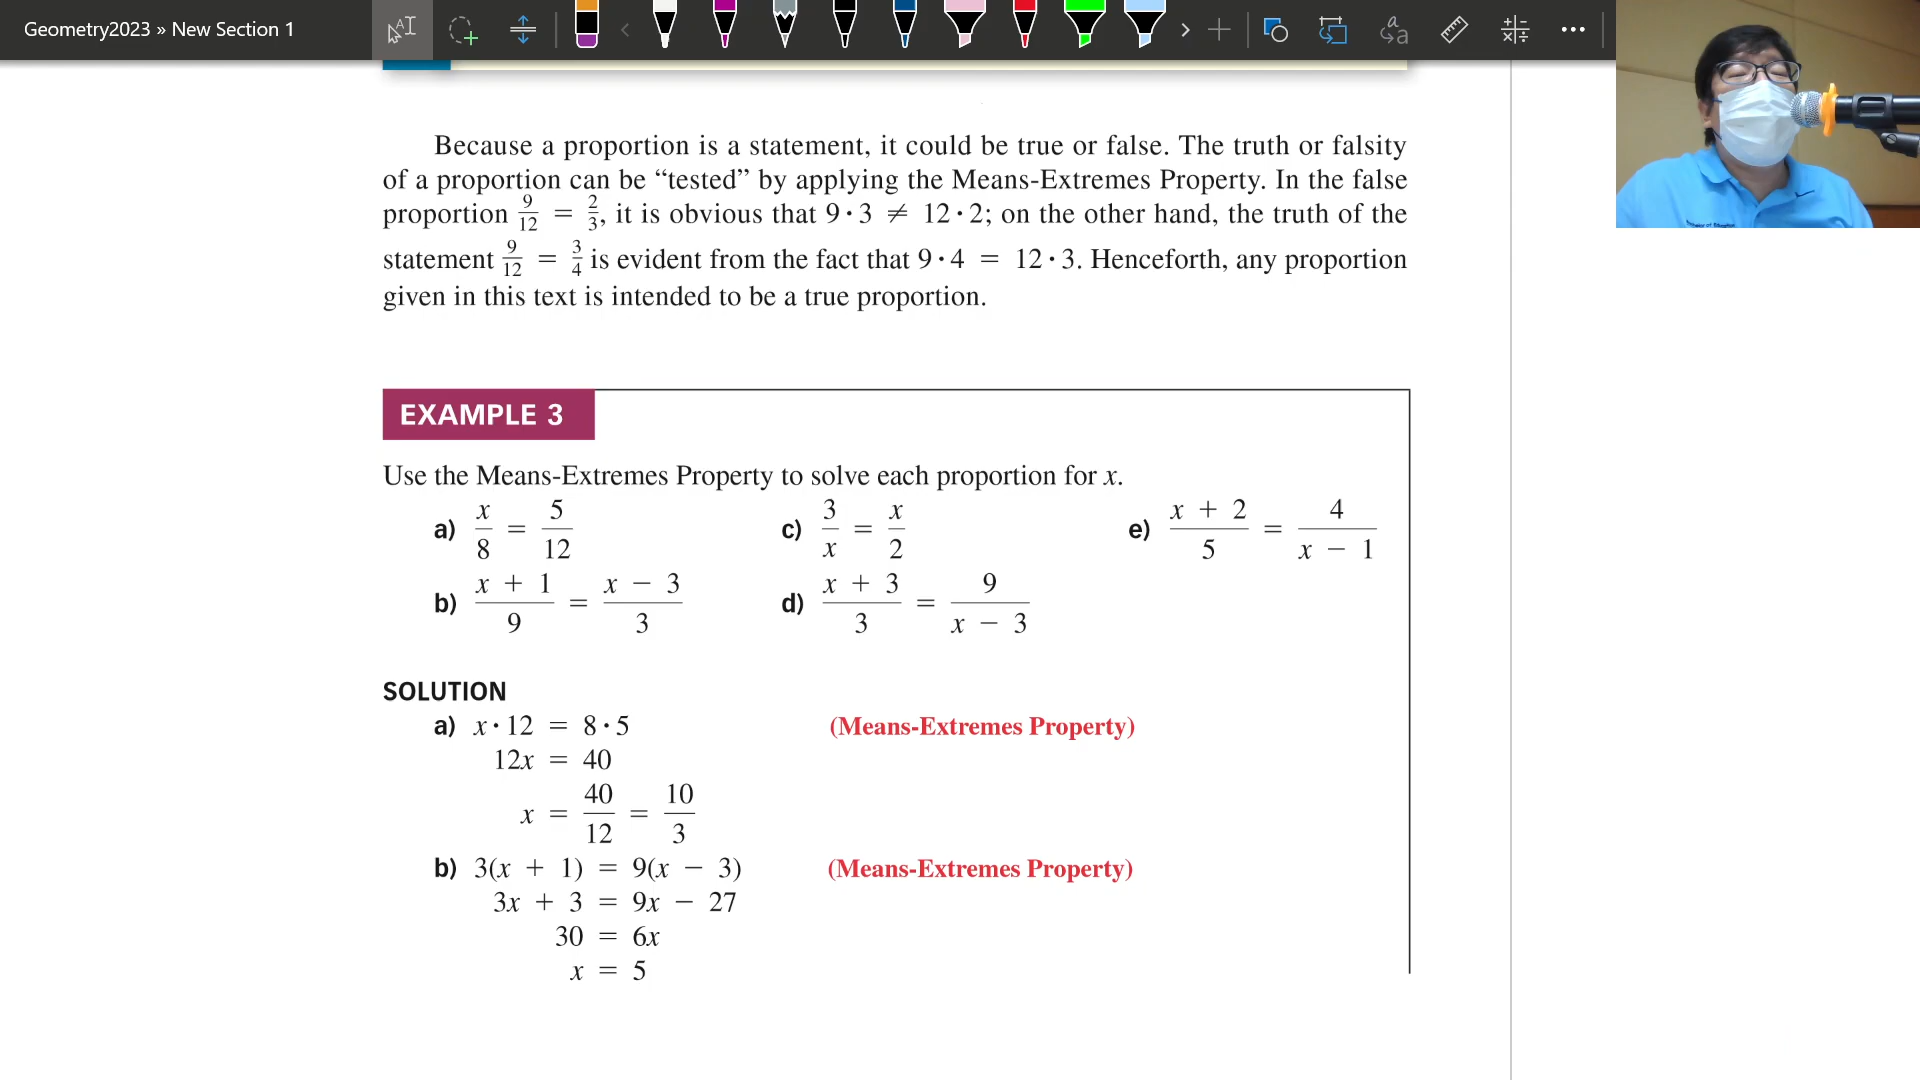 Geometry2023 » New Section 1
Because a proportion is a statement, it could be true or false. The truth or falsity
of a proportion can be “tested” by applying the Means-Extremes Property. In the false
proportion 9/12 = 2/3, it is obvious that 9 · 3 ≠ 12 · 2; on the other hand, the truth of the
statement 9/12 = 3/4 is evident from the fact that 9 · 4 = 12 · 3. Henceforth, any proportion
given in this text is intended to be a true proportion.
EXAMPLE 3
Use the Means-Extremes Property to solve each proportion for x.
a) x/8 = 5/12 c) 3/x = x/2 e) (x + 2)/5 = 4/(x − 1)
b) (x + 1)/9 = (x − 3)/3 d) (x + 3)/3 = 9/(x − 3)
SOLUTION
a) x · 12 = 8 · 5 (Means-Extremes Property)
12x = 40
x = 40/12 = 10/3
b) 3(x + 1) = 9(x − 3) (Means-Extremes Property)
3x + 3 = 9x − 27
30 = 6x
x = 5